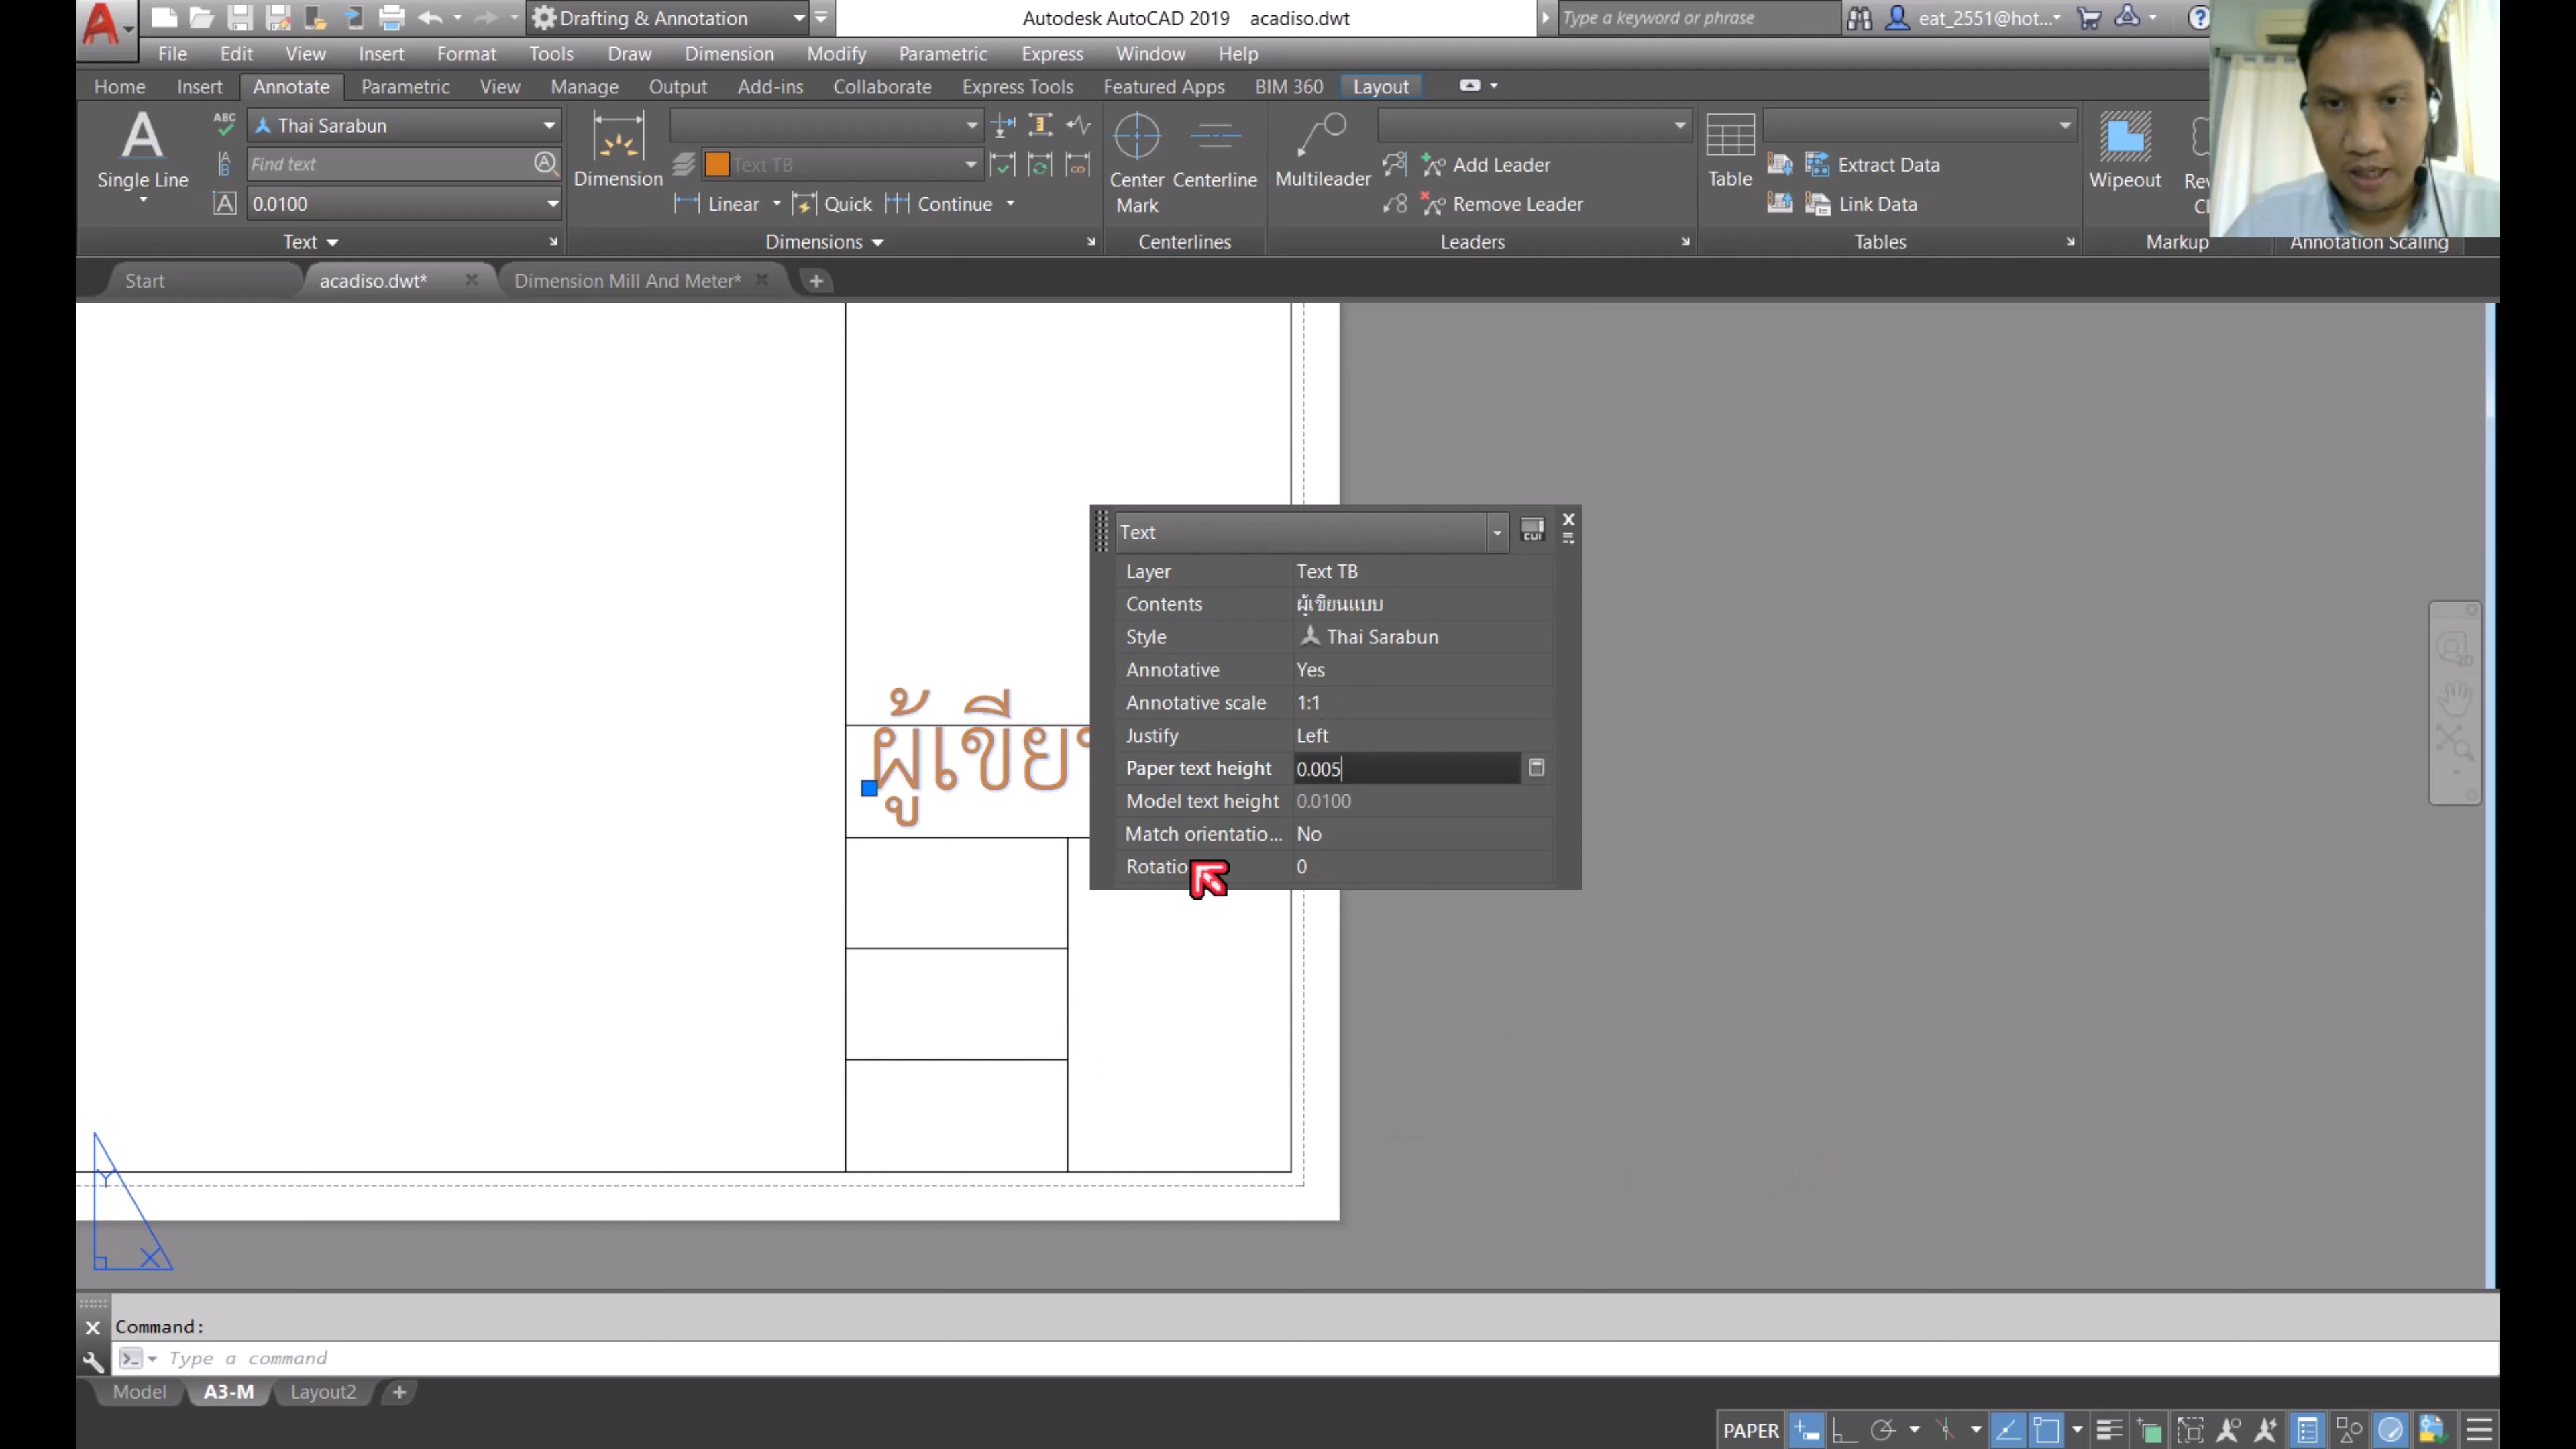 Drafting & Annotation
Autodesk AutoCAD 2019 acadiso.dwt
Type a keyword or phrase
eat_2551@hot...
File Edit View Insert Format Tools Draw Dimension Modify Parametric Express Window Help
Home Insert Annotate Parametric View Manage Output Add-ins Collaborate Express Tools Featured Apps BIM 360 Layout
ABC Thai Sarabun
Find text
Single Line
0.0100
Text
Dimension
Text TB
Linear Quick Continue
Dimensions
Center Mark
Centerline
Centerlines
Multileader
Add Leader
Remove Leader
Leaders
Table
Extract Data
Link Data
Tables
Wipeout
Markup
Annotation Scaling
Start acadiso.dwt* Dimension Mill And Meter*
ผู้เขีย
Text
CUI
Layer Text TB
Contents ผู้เขียนแบบ
Style Thai Sarabun
Annotative Yes
Annotative scale 1:1
Justify Left
Paper text height 0.005
Model text height 0.0100
Match orientatio... No
Rotatio 0
Y
X
Command:
Type a command
Model A3-M Layout2
PAPER